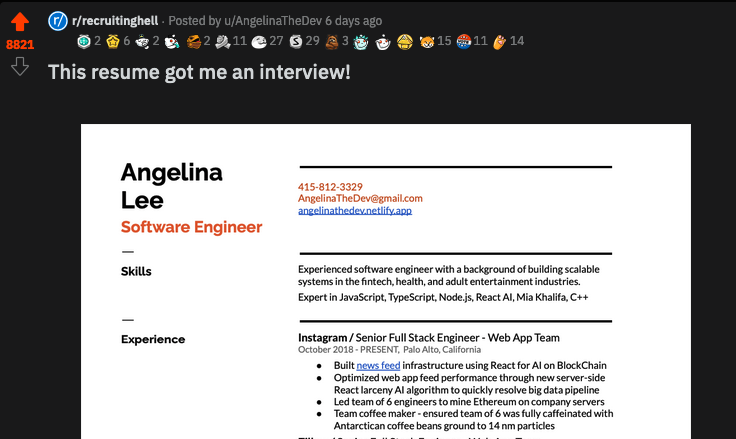 r/recruitinghell · Posted by u/AngelinaTheDev 6 days ago
8821
2 6 2 2 11 27 29 3 15 11 14
This resume got me an interview!
Angelina
Lee
Software Engineer
415-812-3329
AngelinaTheDev@gmail.com
angelinathedev.netlify.app
Skills
Experienced software engineer with a background of building scalable
systems in the fintech, health, and adult entertainment industries.
Expert in JavaScript, TypeScript, Node.js, React AI, Mia Khalifa, C++
Experience
Instagram / Senior Full Stack Engineer - Web App Team
October 2018 - PRESENT, Palo Alto, California
● Built news feed infrastructure using React for AI on BlockChain
● Optimized web app feed performance through new server-side
React larceny AI algorithm to quickly resolve big data pipeline
● Led team of 6 engineers to mine Ethereum on company servers
● Team coffee maker - ensured team of 6 was fully caffeinated with
Antarctican coffee beans ground to 14 nm particles